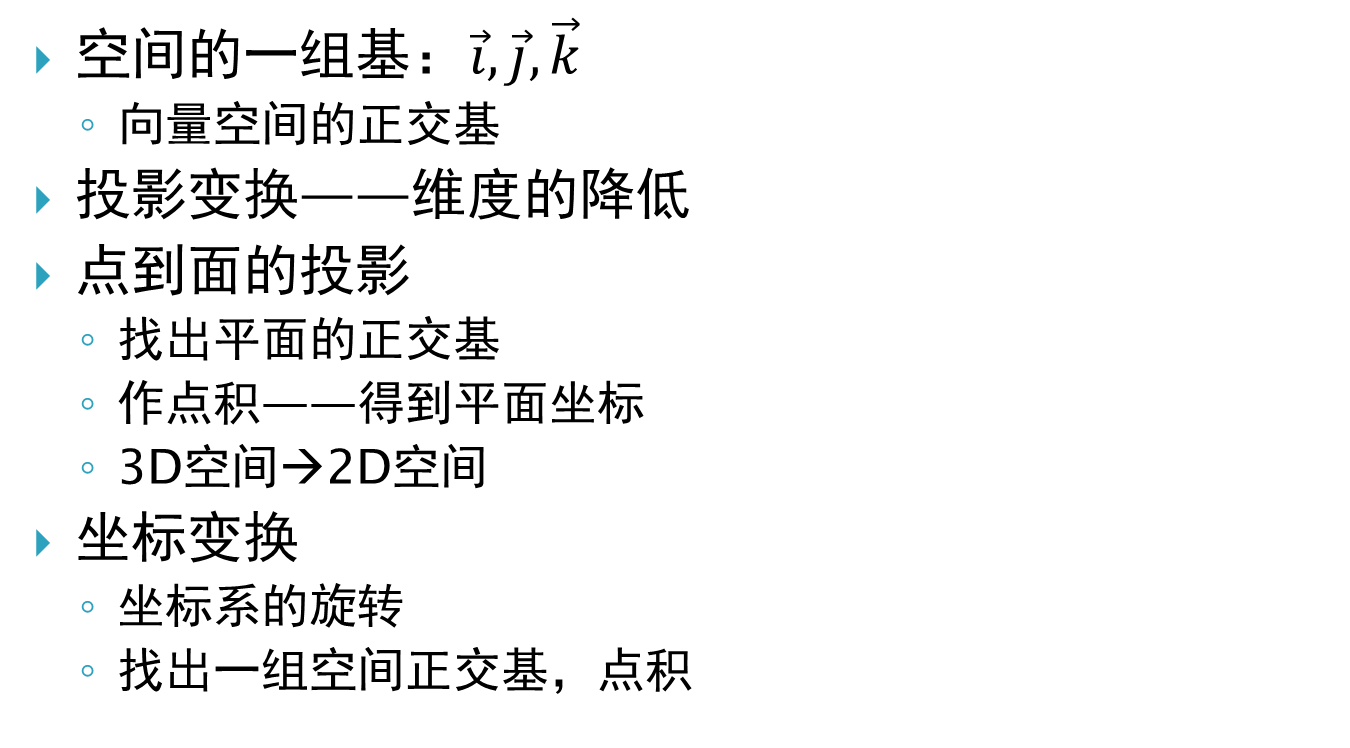 空间的一组基：$\vec{i},\vec{j},\vec{k}$
向量空间的正交基
投影变换——维度的降低
点到面的投影
找出平面的正交基
作点积——得到平面坐标
3D空间→2D空间
坐标变换
坐标系的旋转
找出一组空间正交基，点积